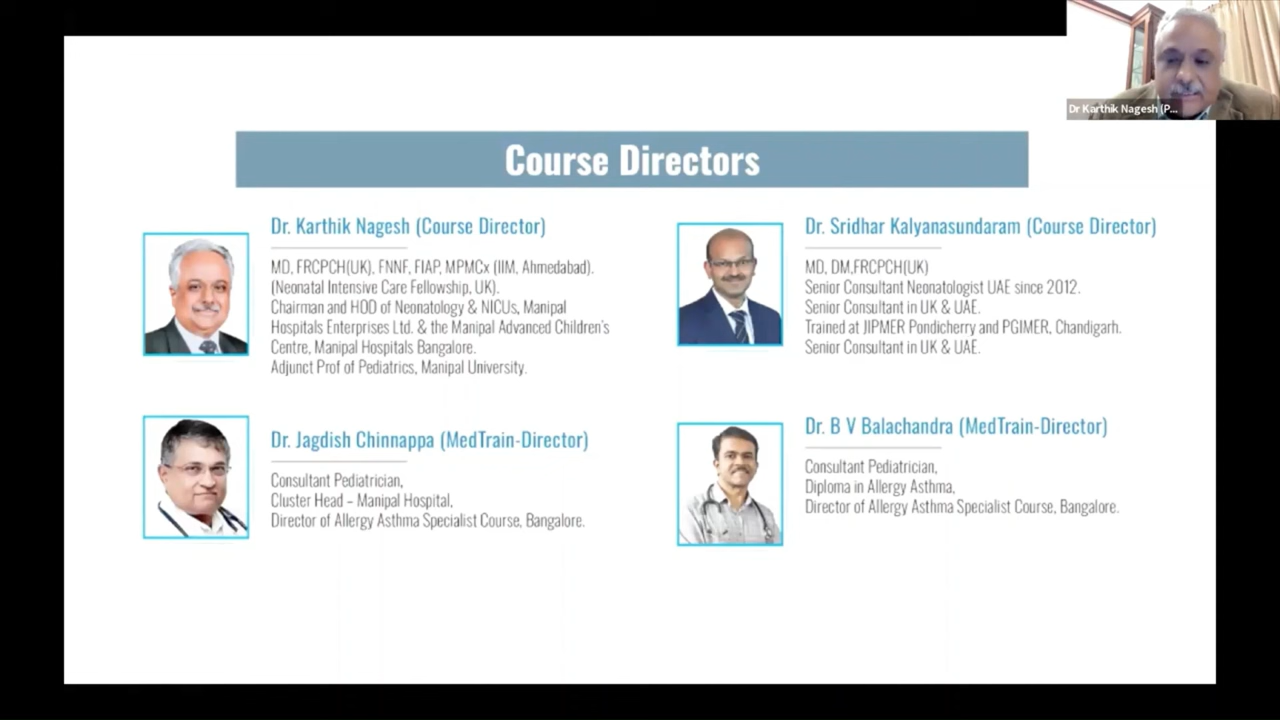 Dr Karthik Nagesh (P...
Course Directors
Dr. Karthik Nagesh (Course Director)
MD, FRCPCH(UK), FNNF, FIAP, MPMCx (IIM, Ahmedabad).
(Neonatal Intensive Care Fellowship, UK).
Chairman and HOD of Neonatology & NICUs, Manipal
Hospitals Enterprises Ltd. & the Manipal Advanced Children's
Centre, Manipal Hospitals Bangalore.
Adjunct Prof of Pediatrics, Manipal University.
Dr. Sridhar Kalyanasundaram (Course Director)
MD, DM,FRCPCH(UK)
Senior Consultant Neonatologist UAE since 2012.
Senior Consultant in UK & UAE.
Trained at JIPMER Pondicherry and PGIMER, Chandigarh.
Senior Consultant in UK & UAE.
Dr. Jagdish Chinnappa (MedTrain-Director)
Consultant Pediatrician,
Cluster Head – Manipal Hospital,
Director of Allergy Asthma Specialist Course, Bangalore.
Dr. B V Balachandra (MedTrain-Director)
Consultant Pediatrician,
Diploma in Allergy Asthma,
Director of Allergy Asthma Specialist Course, Bangalore.